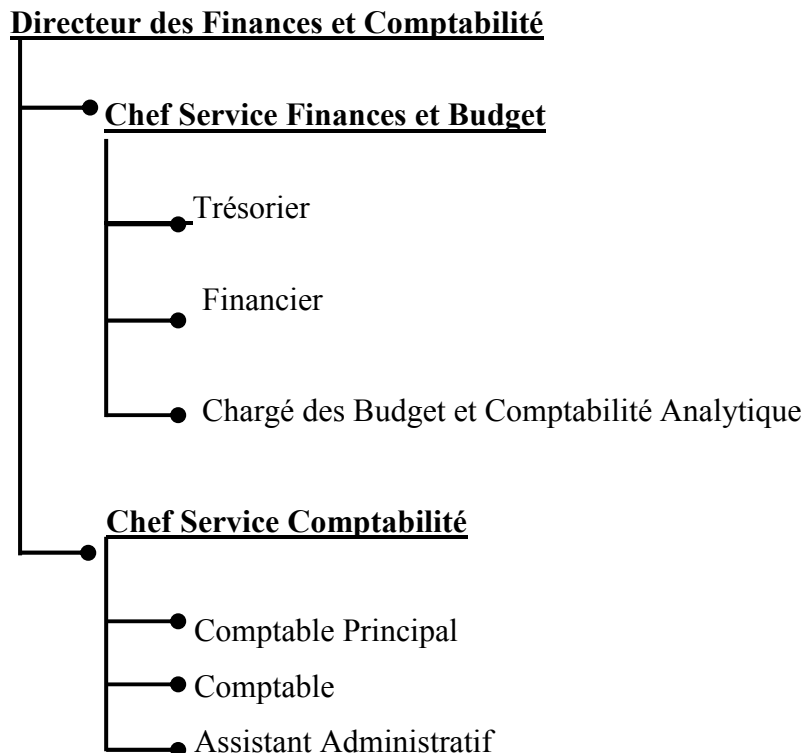 Directeur des Finances et Comptabilité
Chef Service Finances et Budget
Trésorier
Financier
Chargé des Budget et Comptabilité Analytique
Chef Service Comptabilité
Comptable Principal
Comptable
Assistant Administratif